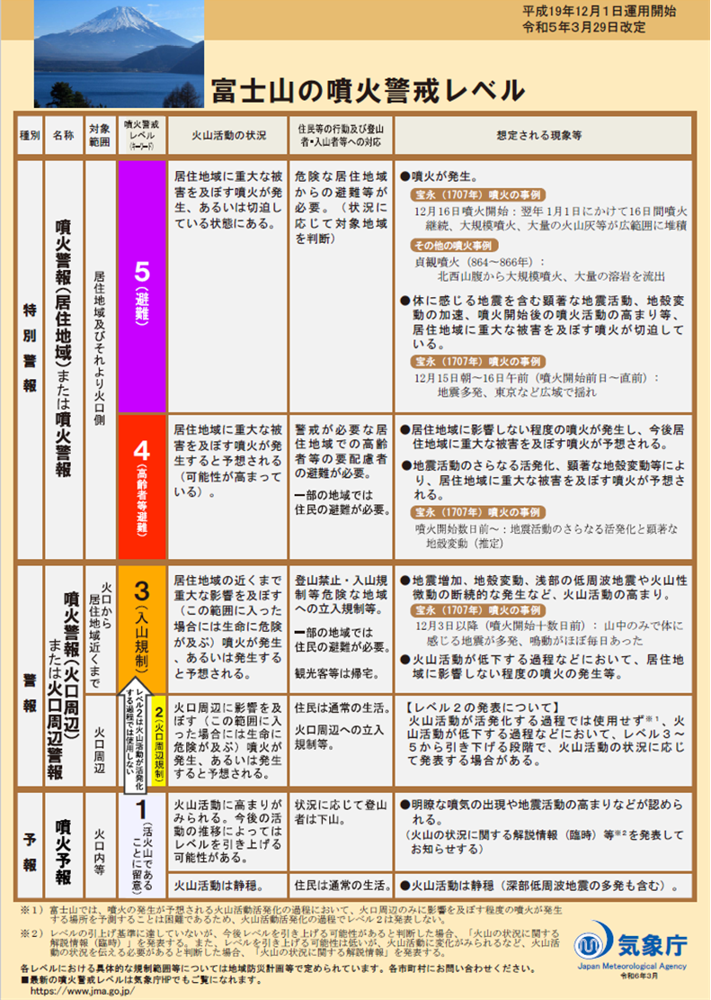 平成19年12月1日運用開始
令和5年3月29日改定
富士山の噴火警戒レベル
種別
名称
対象
範囲
噴火警戒
レベル
(キーワード)
火山活動の状況
住民等の行動及び登山
者・入山者等への対応
想定される現象等
特別警報
噴火警報(居住地域)または噴火警報
居住地域及びそれより火口側
5(避難)
居住地域に重大な被
害を及ぼす噴火が発
生、あるいは切迫し
ている状態にある。
危険な居住地域
からの避難等が
必要。(状況に
応じて対象地域
を判断)
●噴火が発生。
宝永(1707年)噴火の事例
12月16日噴火開始:翌年1月1日にかけて16日間噴火
継続、大規模噴火、大量の火山灰等が広範囲に堆積
その他の噴火事例
貞観噴火(864~866年):
北西山腹から大規模噴火、大量の溶岩を流出
●体に感じる地震を含む顕著な地震活動、地殻変
動の加速、噴火開始後の噴火活動の高まり等、
居住地域に重大な被害を及ぼす噴火が切迫して
いる。
宝永(1707年)噴火の事例
12月15日朝~16日午前(噴火開始前日~直前):
地震多発、東京など広域で揺れ
4(高齢者等避難)
居住地域に重大な被
害を及ぼす噴火が発
生すると予想される
(可能性が高まって
いる)。
警戒が必要な居
住地域での高齢
者等の要配慮者
の避難が必要。
一部の地域では
住民の避難が必要。
●居住地域に影響しない程度の噴火が発生し、今後居
住地域に重大な被害を及ぼす噴火が予想される。
●地震活動のさらなる活発化、顕著な地殻変動等によ
り、居住地域に重大な被害を及ぼす噴火が予想さ
れる。
宝永(1707年)噴火の事例
噴火開始数日前~:地震活動のさらなる活発化と顕著な
地殻変動(推定)
警報
噴火警報(火口周辺)
または火口周辺警報
火口から
居住地域近くまで
3(入山規制)
居住地域の近くまで
重大な影響を及ぼす
(この範囲に入った
場合には生命に危険
が及ぶ)噴火が発生
、あるいは発生する
と予想される。
登山禁止・入山規
制等危険な地域
への立入規制等。
一部の地域では
住民の避難が必要。
観光客等は帰宅。
●地震増加、地殻変動、浅部の低周波地震や火山性
微動の断続的な発生など、火山活動の高まり。
宝永(1707年)噴火の事例
12月3日以降(噴火開始十数日前):山中のみで体に
感じる地震が多発、鳴動がほぼ毎日あった
●火山活動が低下する過程などにおいて、居住地
域に影響しない程度の噴火の発生等。
火口周辺
レベル2は火山活動が活発化
する過程では使用しない
2(火口周辺規制)
火口周辺に影響を及
ぼす(この範囲に入っ
た場合には生命に
危険が及ぶ)噴火が
発生、あるいは発生
すると予想される。
住民は通常の生活。
火口周辺への立入
規制等。
【レベル2の発表について】
火山活動が活発化する過程では使用せず※1、火
山活動が低下する過程などにおいて、レベル3~
5から引き下げる段階で、火山活動の状況に応じ
て発表する場合がある。
予報
噴火予報
火口内等
1(活火山である
ことに留意)
火山活動に高まりが
みられる。今後の活
動の推移によっては
レベルを引き上げる
可能性がある。
状況に応じて登山
者は下山。
●明瞭な噴気の出現や地震活動の高まりなどが認めら
れる。
(火山の状況に関する解説情報(臨時)等※2を発表して
お知らせする)
火山活動は静穏。
住民は通常の生活。
●火山活動は静穏(深部低周波地震の多発も含む)。
※1)富士山では、噴火の発生が予想される火山活動活発化の過程において、火口周辺のみに影響を及ぼす程度の噴火が発生
する場所を予測することは困難であるため、火山活動活発化の過程でレベル2は発表しない。
※2)レベルの引上げ基準に達していないが、今後レベルを引き上げる可能性があると判断した場合、「火山の状況に関する
解説情報(臨時)」を発表する。また、レベルを引き上げる可能性は低いが、火山活動に変化がみられるなど、火山活
動の状況を伝える必要があると判断した場合、「火山の状況に関する解説情報」を発表する。
各レベルにおける具体的な規制範囲等については地域防災計画等で定められています。各市町村にお問い合わせください。
■最新の噴火警戒レベルは気象庁HPでもご覧になれます。
https://www.jma.go.jp/
気象庁
Japan Meteorological Agency
令和6年3月